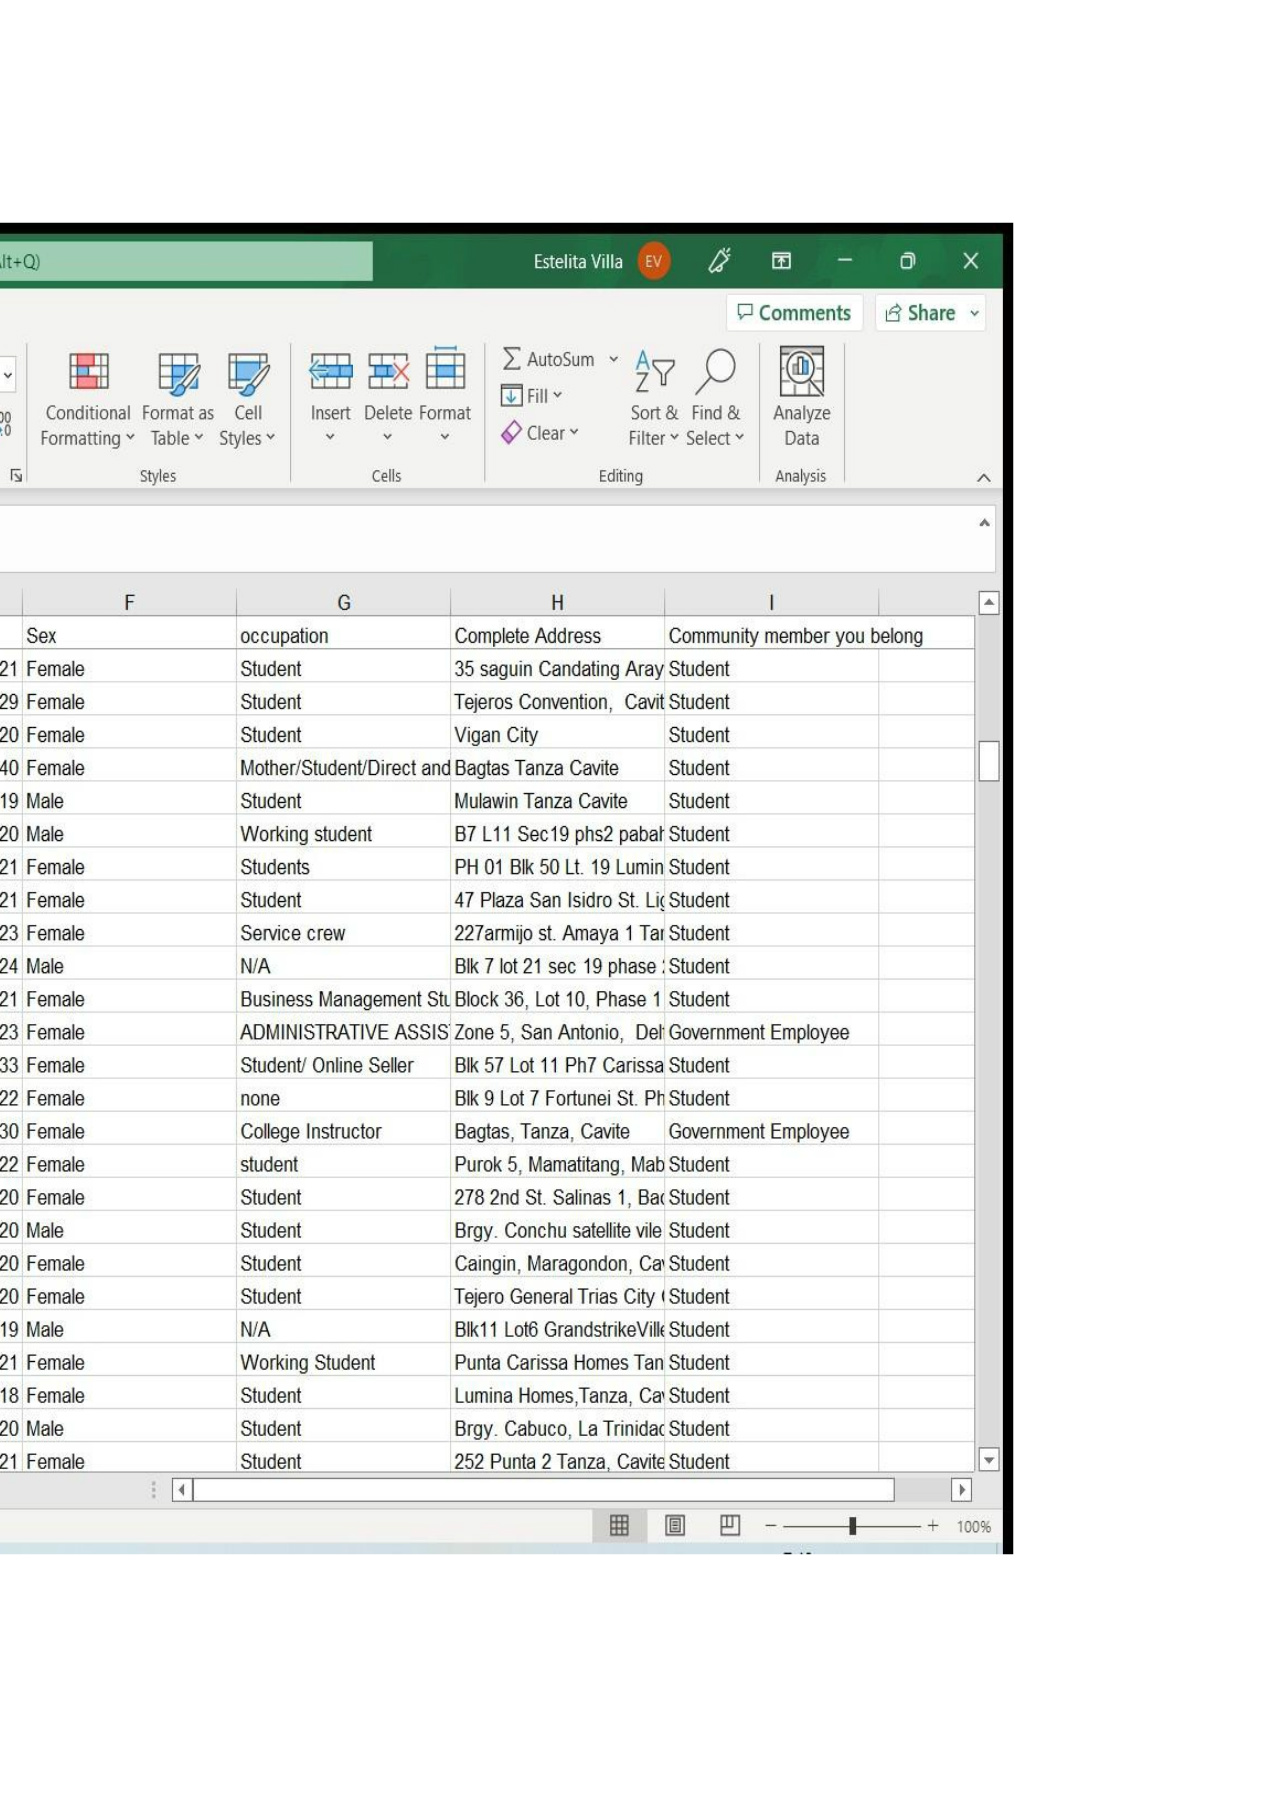 lt+Q) Estelita Villa EV
Comments Share
AutoSum
Fill
Clear
Conditional Format as Cell Insert Delete Format Sort & Find & Analyze
Formatting Table Styles Filter Select Data
Styles Cells Editing Analysis
F G H I
Sex occupation Complete Address Community member you belong
21 Female Student 35 saguin Candating Aray Student
29 Female Student Tejeros Convention, Cavit Student
20 Female Student Vigan City Student
40 Female Mother/Student/Direct and Bagtas Tanza Cavite Student
19 Male Student Mulawin Tanza Cavite Student
20 Male Working student B7 L11 Sec19 phs2 pabah Student
21 Female Students PH 01 Blk 50 Lt. 19 Lumin Student
21 Female Student 47 Plaza San Isidro St. Lig Student
23 Female Service crew 227armijo st. Amaya 1 Tan Student
24 Male N/A Blk 7 lot 21 sec 19 phase Student
21 Female Business Management Stu Block 36, Lot 10, Phase 1 Student
23 Female ADMINISTRATIVE ASSIS Zone 5, San Antonio, Del Government Employee
33 Female Student/ Online Seller Blk 57 Lot 11 Ph7 Carissa Student
22 Female none Blk 9 Lot 7 Fortunei St. Ph Student
30 Female College Instructor Bagtas, Tanza, Cavite Government Employee
22 Female student Purok 5, Mamatitang, Mab Student
20 Female Student 278 2nd St. Salinas 1, Bac Student
20 Male Student Brgy. Conchu satellite vile Student
20 Female Student Caingin, Maragondon, Cav Student
20 Female Student Tejero General Trias City Student
19 Male N/A Blk11 Lot6 GrandstrikeVille Student
21 Female Working Student Punta Carissa Homes Tan Student
18 Female Student Lumina Homes,Tanza, Cav Student
20 Male Student Brgy. Cabuco, La Trinidad Student
21 Female Student 252 Punta 2 Tanza, Cavite Student
100%